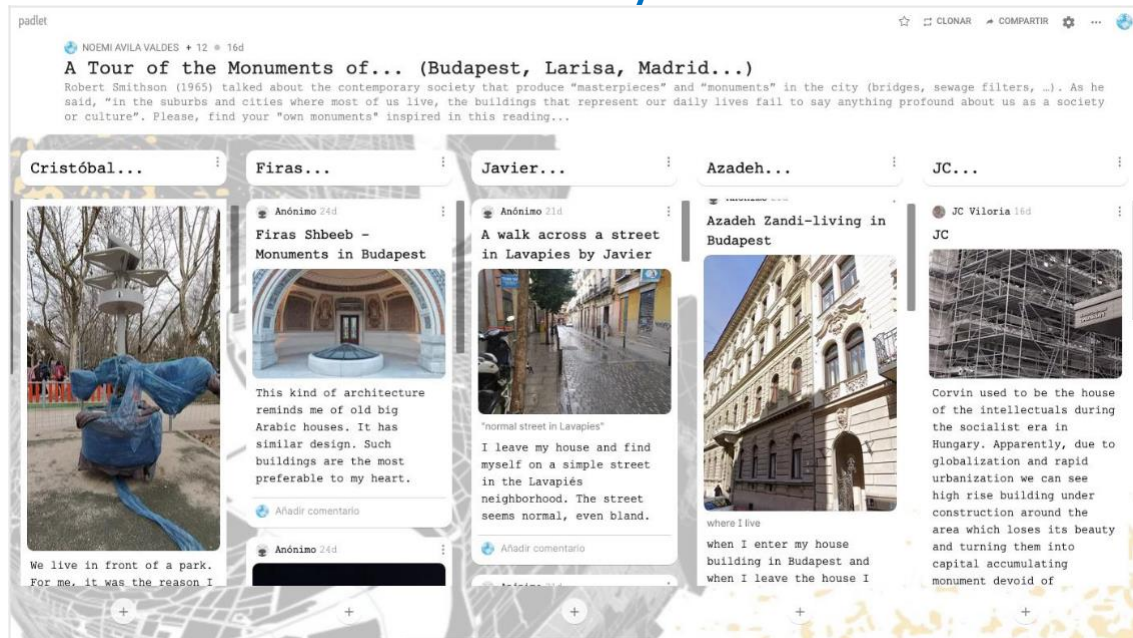 padlet
CLONAR
COMPARTIR
NOEMI AVILA VALDES + 12 • 16d
A Tour of the Monuments of... (Budapest, Larisa, Madrid...)
Robert Smithson (1965) talked about the contemporary society that produce "masterpieces" and "monuments" in the city (bridges, sewage filters, …). As he
said, "in the suburbs and cities where most of us live, the buildings that represent our daily lives fail to say anything profound about us as a society
or culture". Please, find your "own monuments" inspired in this reading...
Cristóbal...
We live in front of a park.
For me, it was the reason I
Firas...
Anónimo 24d
Firas Shbeeb -
Monuments in Budapest
This kind of architecture
reminds me of old big
Arabic houses. It has
similar design. Such
buildings are the most
preferable to my heart.
Añadir comentario
Anónimo 24d
Javier...
Anónimo 21d
A walk across a street
in Lavapies by Javier
"normal street in Lavapies"
I leave my house and find
myself on a simple street
in the Lavapiés
neighborhood. The street
seems normal, even bland.
Añadir comentario
Azadeh...
Azadeh Zandi-living in
Budapest
where I live
when I enter my house
building in Budapest and
when I leave the house I
JC...
JC Viloria 16d
JC
Corvin used to be the house
of the intellectuals during
the socialist era in
Hungary. Apparently, due to
globalization and rapid
urbanization we can see
high rise building under
construction around the
area which loses its beauty
and turning them into
capital accumulating
monument devoid of